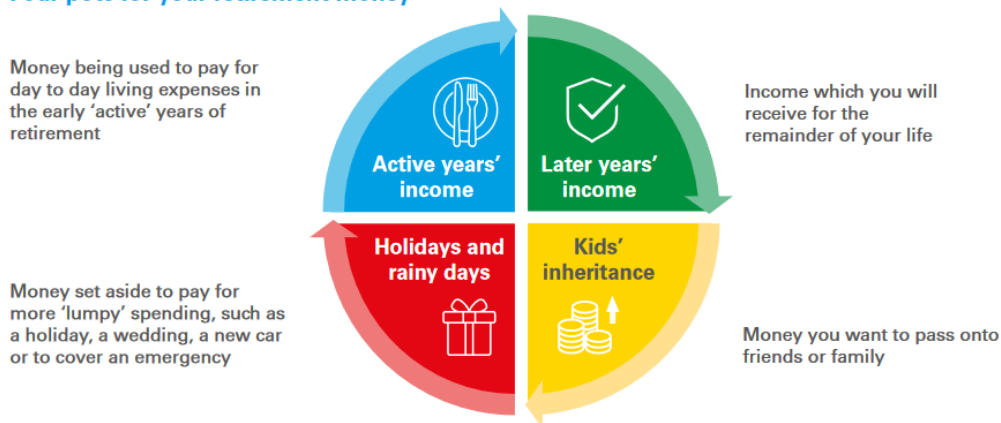 Money being used to pay for
day to day living expenses in
the early ‘active’ years of
retirement
Active years’
income
Later years’
income
Income which you will
receive for the
remainder of your life
Holidays and
rainy days
Kids’
inheritance
Money set aside to pay for
more ‘lumpy’ spending, such as
a holiday, a wedding, a new car
or to cover an emergency
Money you want to pass onto
friends or family